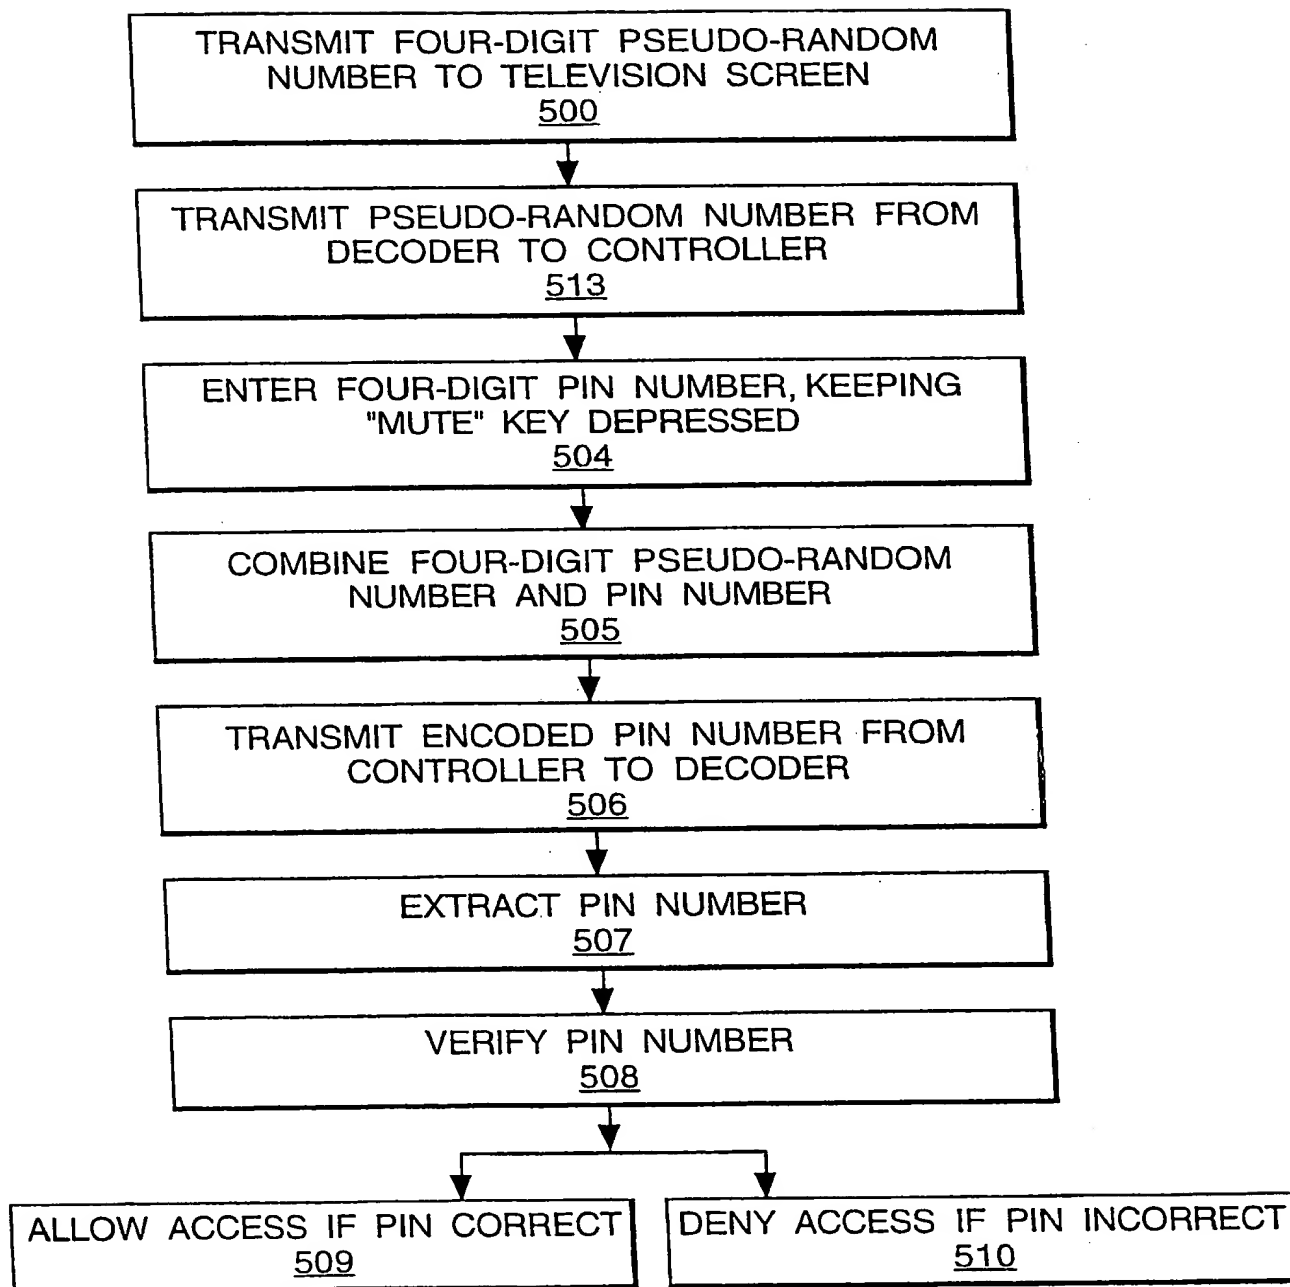 TRANSMIT FOUR-DIGIT PSEUDO-RANDOM
NUMBER TO TELEVISION SCREEN
500
TRANSMIT PSEUDO-RANDOM NUMBER FROM
DECODER TO CONTROLLER
513
ENTER FOUR-DIGIT PIN NUMBER, KEEPING
"MUTE" KEY DEPRESSED
504
COMBINE FOUR-DIGIT PSEUDO-RANDOM
NUMBER AND PIN NUMBER
505
TRANSMIT ENCODED PIN NUMBER FROM
CONTROLLER TO DECODER
506
EXTRACT PIN NUMBER
507
VERIFY PIN NUMBER
508
ALLOW ACCESS IF PIN CORRECT
509
DENY ACCESS IF PIN INCORRECT
510